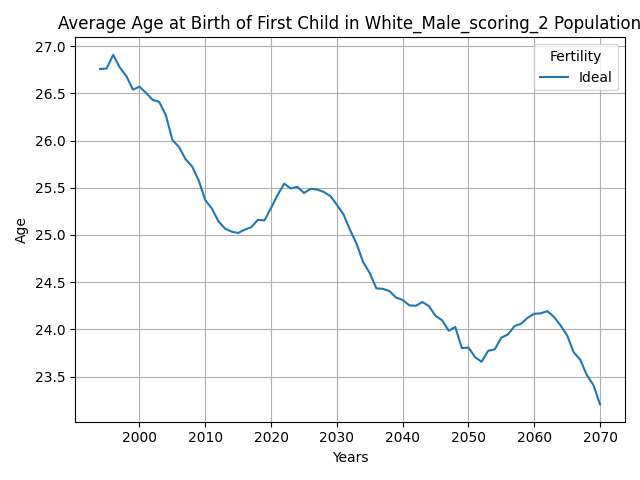 Average Age at Birth of First Child in White_Male_scoring_2 Population
Fertility
Ideal
27.0
26.5
26.0
25.5
25.0
24.5
24.0
23.5
Age
2000 2010 2020 2030 2040 2050 2060 2070
Years